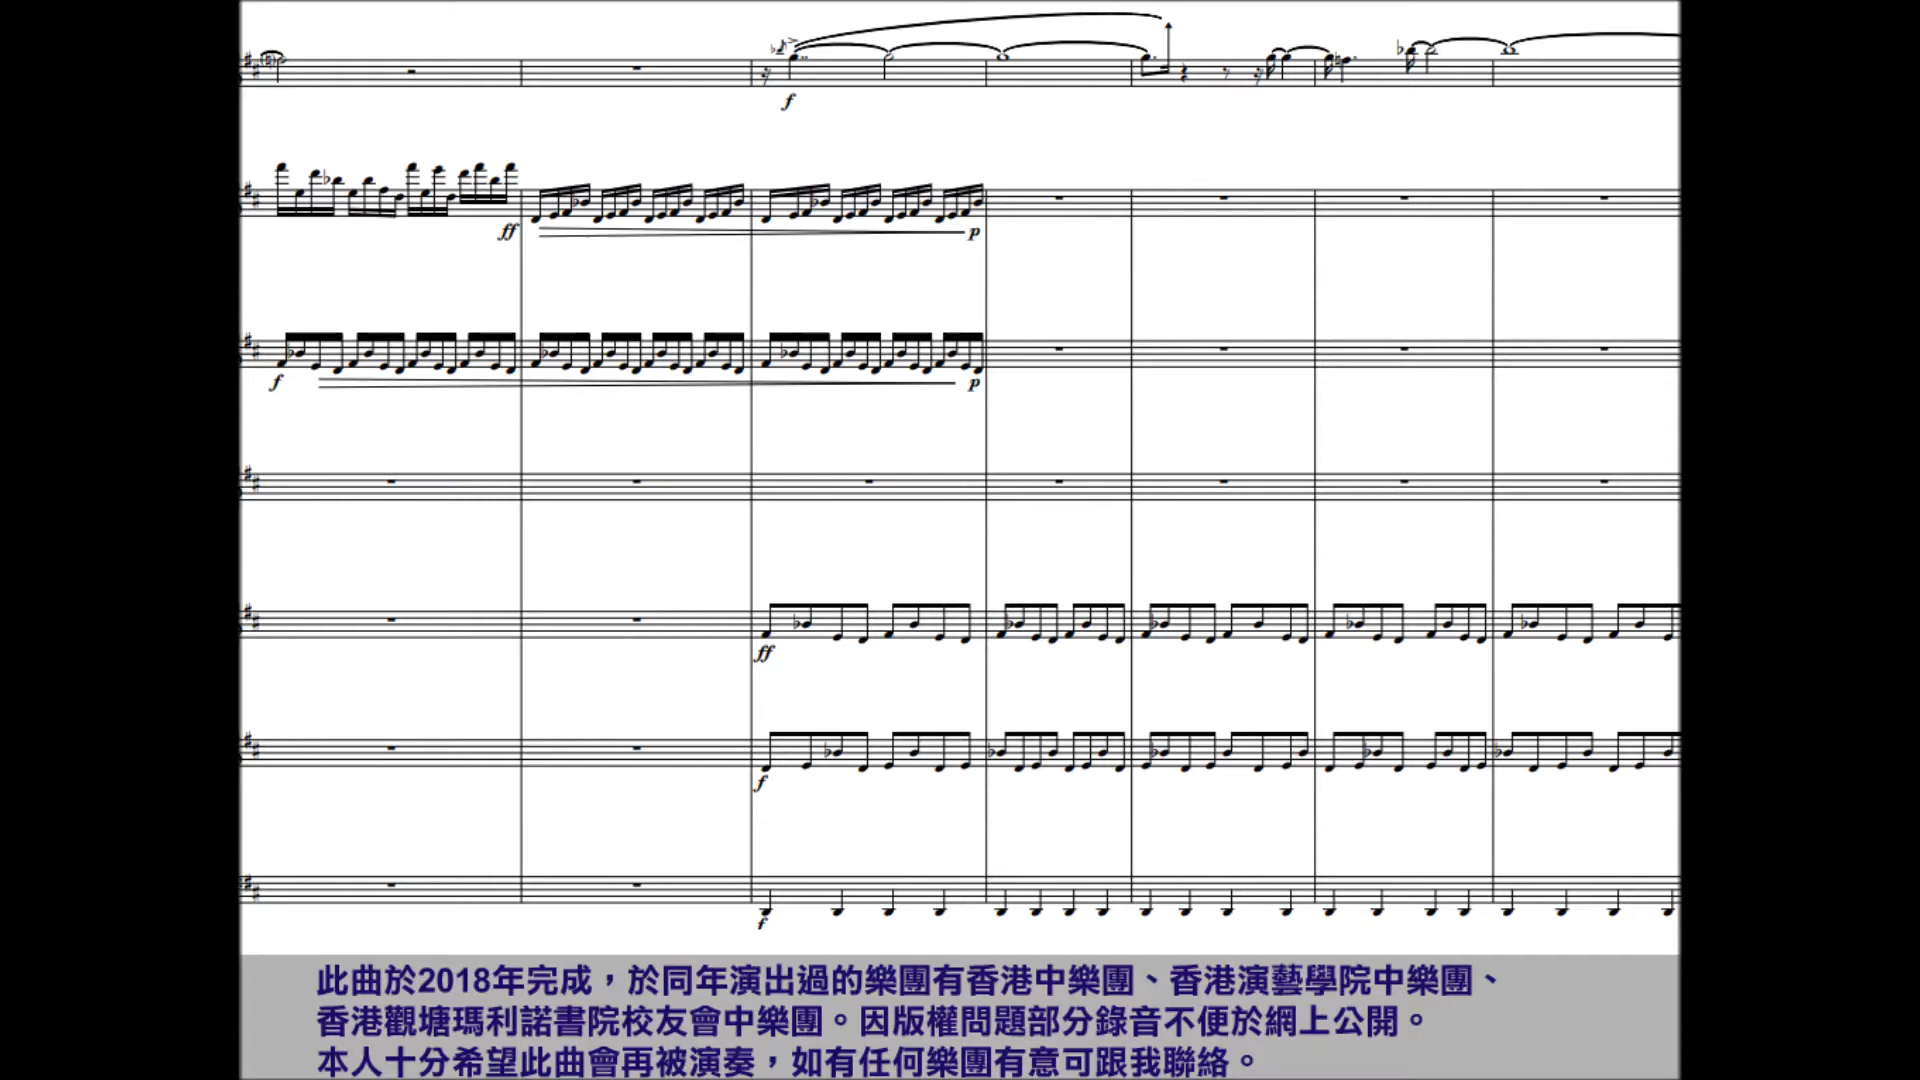 f
ff
p
f
p
ff
f
f
此曲於2018年完成，於同年演出過的樂團有香港中樂團、香港演藝學院中樂團、
香港觀塘瑪利諾書院校友會中樂團。因版權問題部分錄音不便於網上公開。
本人十分希望此曲會再被演奏，如有任何樂團有意可跟我聯絡。